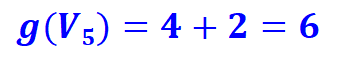 g(V₅) = 4 + 2 = 6